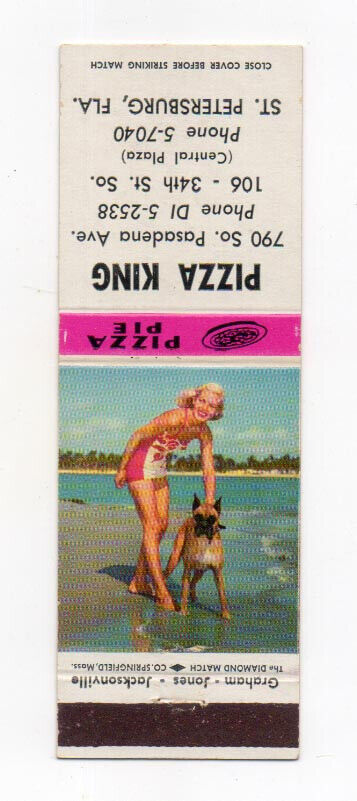 PIZZA KING
790 So. Pasadena Ave.
Phone DI 5-2538
106 - 34th St. So.
(Central Plaza)
Phone 5-7040
ST. PETERSBURG, FLA.
CLOSE COVER BEFORE STRIKING MATCH
PIZZA
PIE
Graham - Jones - Jacksonville
The DIAMOND MATCH CO. SPRINGFIELD, Mass.